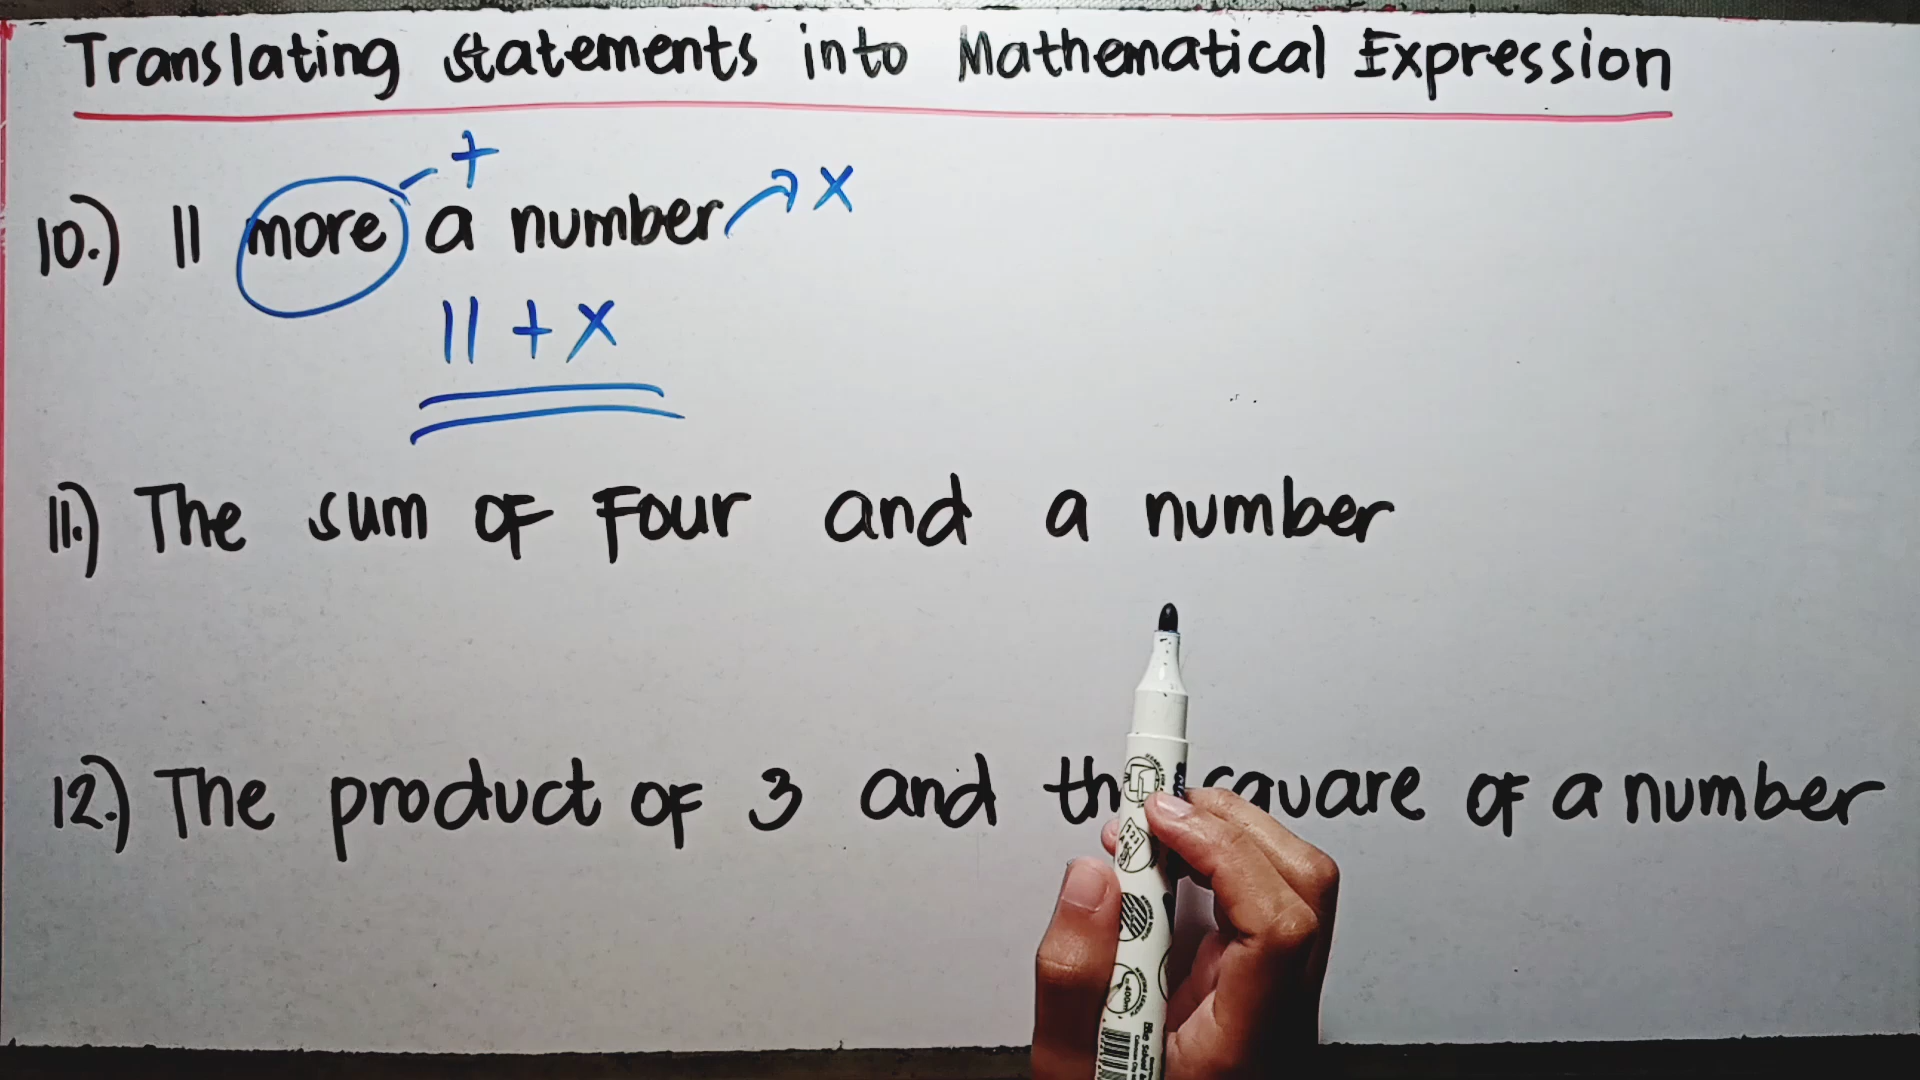 Translating statements into Mathematical Expression
+
x
10.) 11 more a number
11 + x
11.) The sum of Four and a number
12.) The product of 3 and of a number